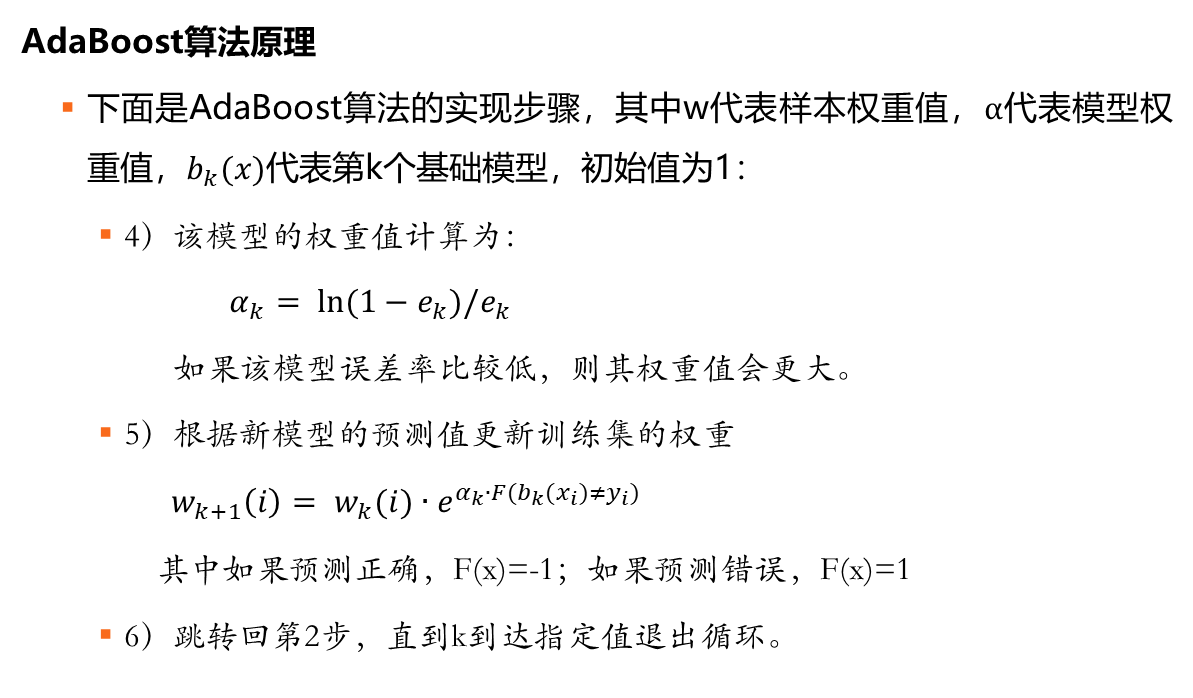 AdaBoost算法原理
▪ 下面是AdaBoost算法的实现步骤，其中w代表样本权重值，α代表模型权
重值，b_k(x)代表第k个基础模型，初始值为1：
▪ 4）该模型的权重值计算为：
α_k = ln(1 − e_k)/e_k
如果该模型误差率比较低，则其权重值会更大。
▪ 5）根据新模型的预测值更新训练集的权重
w_{k+1}(i) = w_k(i) · e^{α_k·F(b_k(x_i)≠y_i)}
其中如果预测正确，F(x)=-1；如果预测错误，F(x)=1
▪ 6）跳转回第2步，直到k到达指定值退出循环。